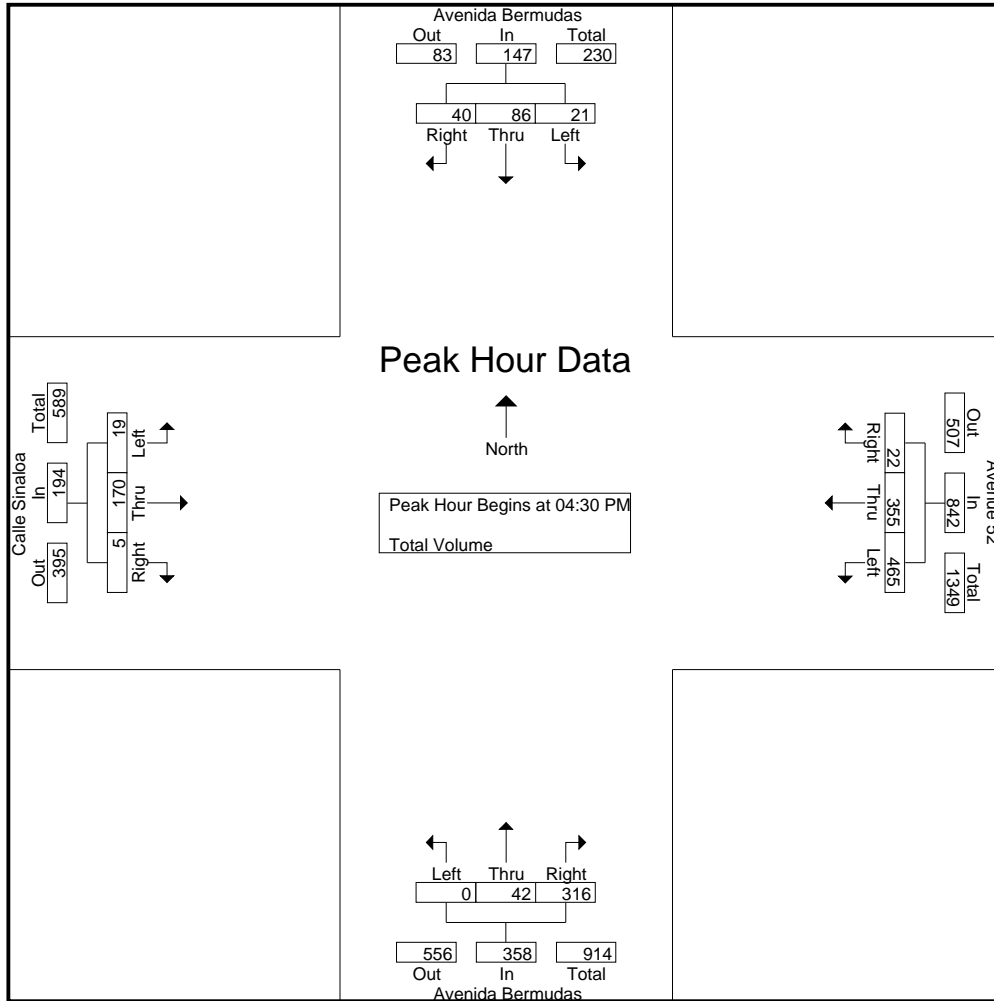 Avenida Bermudas
Out In Total
83 147 230
40 86 21
Right Thru Left
Peak Hour Data
North
Peak Hour Begins at 04:30 PM
Total Volume
Calle Sinaloa
Total In Out
589 194 395
19 170 5
Left Thru Right
Avenue 52
Out In Total
507 842 1349
22 355 465
Right Thru Left
Left Thru Right
0 42 316
556 358 914
Out In Total
Avenida Bermudas